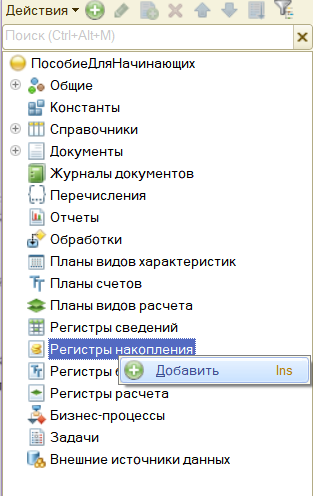 Действия
Поиск (Ctrl+Alt+M)
ПособиеДляНачинающих
Общие
Константы
Справочники
Документы
Журналы документов
Перечисления
Отчеты
Обработки
Планы видов характеристик
Планы счетов
Планы видов расчета
Регистры сведений
Регистры накопления
Добавить Ins
Регистры
Регистры расчета
Бизнес-процессы
Задачи
Внешние источники данных